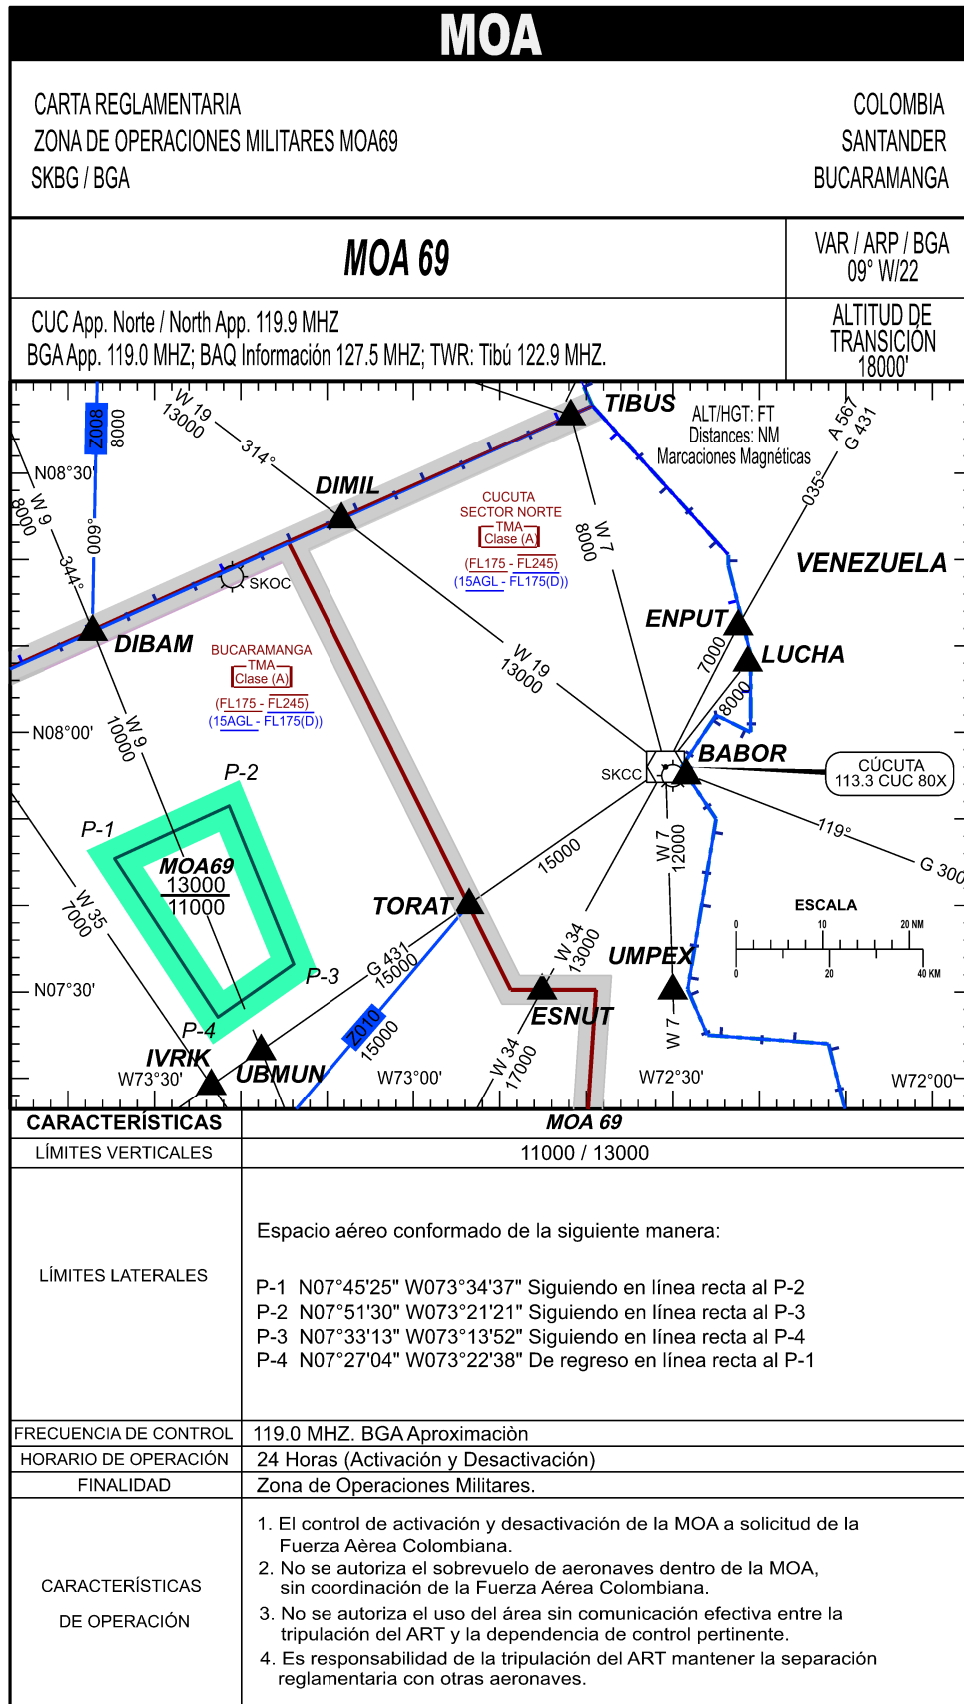 MOA
CARTA REGLAMENTARIA
ZONA DE OPERACIONES MILITARES MOA69
SKBG / BGA
COLOMBIA
SANTANDER
BUCARAMANGA
MOA 69
VAR / ARP / BGA
09° W/22
CUC App. Norte / North App. 119.9 MHZ
BGA App. 119.0 MHZ; BAQ Información 127.5 MHZ; TWR: Tibú 122.9 MHZ.
ALTITUD DE
TRANSICIÓN
18000'
Z008
8000
W 19
13000
314°
TIBUS
ALT/HGT: FT
Distances: NM
Marcaciones Magnéticas
A 567
G 431
035°
N08°30'
W 9
8000
344°
009°
DIMIL
CUCUTA
SECTOR NORTE
TMA
Clase (A)
(FL175 - FL245)
(15AGL - FL175(D))
W 7
8000
VENEZUELA
SKOC
DIBAM
BUCARAMANGA
TMA
Clase (A)
(FL175 - FL245)
(15AGL - FL175(D))
W 19
13000
ENPUT
7000
LUCHA
8000
N08°00'
W 9
10000
BABOR
SKCC
CÚCUTA
113.3 CUC 80X
P-2
P-1
MOA69
13000
11000
W 35
7000
15000
W 7
12000
119°
G 300
TORAT
ESCALA
0
10
20 NM
0
20
40 KM
W 34
13000
UMPEX
G 431
15000
P-3
N07°30'
P-4
Z010
15000
ESNUT
W 7
IVRIK
UBMUN
W 34
17000
W73°30'
W73°00'
W72°30'
W72°00'
CARACTERÍSTICAS
MOA 69
LÍMITES VERTICALES
11000 / 13000
LÍMITES LATERALES
Espacio aéreo conformado de la siguiente manera:
P-1 N07°45'25" W073°34'37" Siguiendo en línea recta al P-2
P-2 N07°51'30" W073°21'21" Siguiendo en línea recta al P-3
P-3 N07°33'13" W073°13'52" Siguiendo en línea recta al P-4
P-4 N07°27'04" W073°22'38" De regreso en línea recta al P-1
FRECUENCIA DE CONTROL
119.0 MHZ. BGA Aproximaciòn
HORARIO DE OPERACIÓN
24 Horas (Activación y Desactivación)
FINALIDAD
Zona de Operaciones Militares.
CARACTERÍSTICAS
DE OPERACIÓN
1. El control de activación y desactivación de la MOA a solicitud de la
Fuerza Aèrea Colombiana.
2. No se autoriza el sobrevuelo de aeronaves dentro de la MOA,
sin coordinación de la Fuerza Aérea Colombiana.
3. No se autoriza el uso del área sin comunicación efectiva entre la
tripulación del ART y la dependencia de control pertinente.
4. Es responsabilidad de la tripulación del ART mantener la separación
reglamentaria con otras aeronaves.